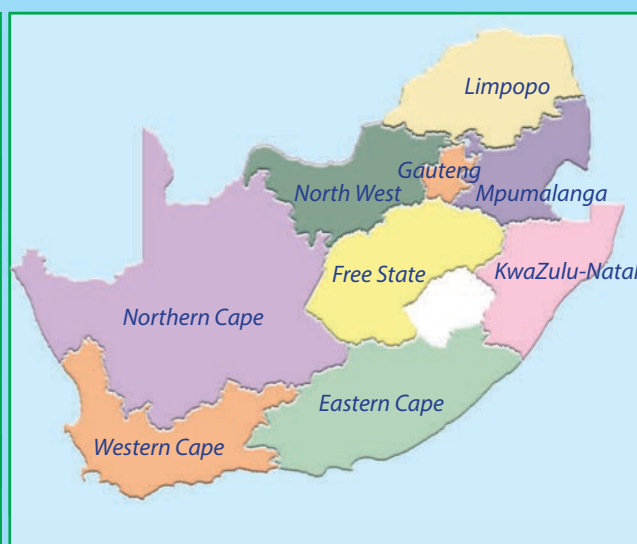 Limpopo
Gauteng
North West
Mpumalanga
Free State
KwaZulu-Natal
Northern Cape
Eastern Cape
Western Cape